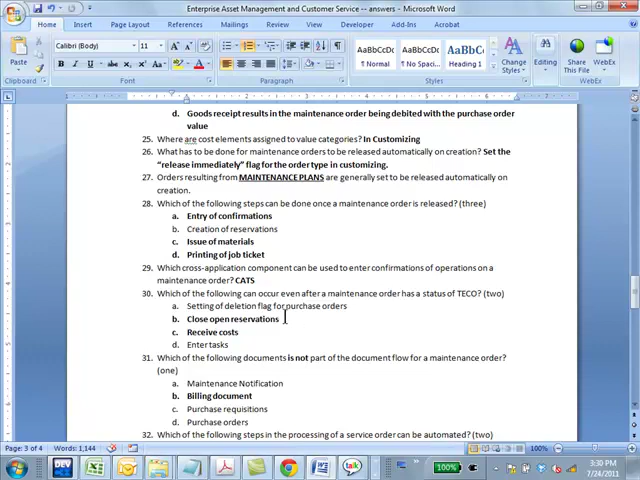 Enterprise Asset Management and Customer Service -- answers - Microsoft Word
Home Insert Page Layout References Mailings Review View Developer Add-Ins Acrobat
Calibri (Body) 11
AaBbCcDc AaBbCcDc AaBbCc
¶ Normal ¶ No Spaci... Heading 1
Paste Change Styles Editing Share This File
Clipboard Font Paragraph Styles WebEx
d. Goods receipt results in the maintenance order being debited with the purchase order
value
25. Where are cost elements assigned to value categories? In Customizing
26. What has to be done for maintenance orders to be released automatically on creation? Set the
“release immediately” flag for the order type in customizing.
27. Orders resulting from MAINTENANCE PLANS are generally set to be released automatically on
creation.
28. Which of the following steps can be done once a maintenance order is released? (three)
a. Entry of confirmations
b. Creation of reservations
c. Issue of materials
d. Printing of job ticket
29. Which cross-application component can be used to enter confirmations of operations on a
maintenance order? CATS
30. Which of the following can occur even after a maintenance order has a status of TECO? (two)
a. Setting of deletion flag for purchase orders
b. Close open reservations
c. Receive costs
d. Enter tasks
31. Which of the following documents is not part of the document flow for a maintenance order?
(one)
a. Maintenance Notification
b. Billing document
c. Purchase requisitions
d. Purchase orders
32. Which of the following steps in the processing of a service order can be automated? (two)
Page: 3 of 4 Words: 1,144 100%
DEV talk 100% 3:30 PM
7/24/2011